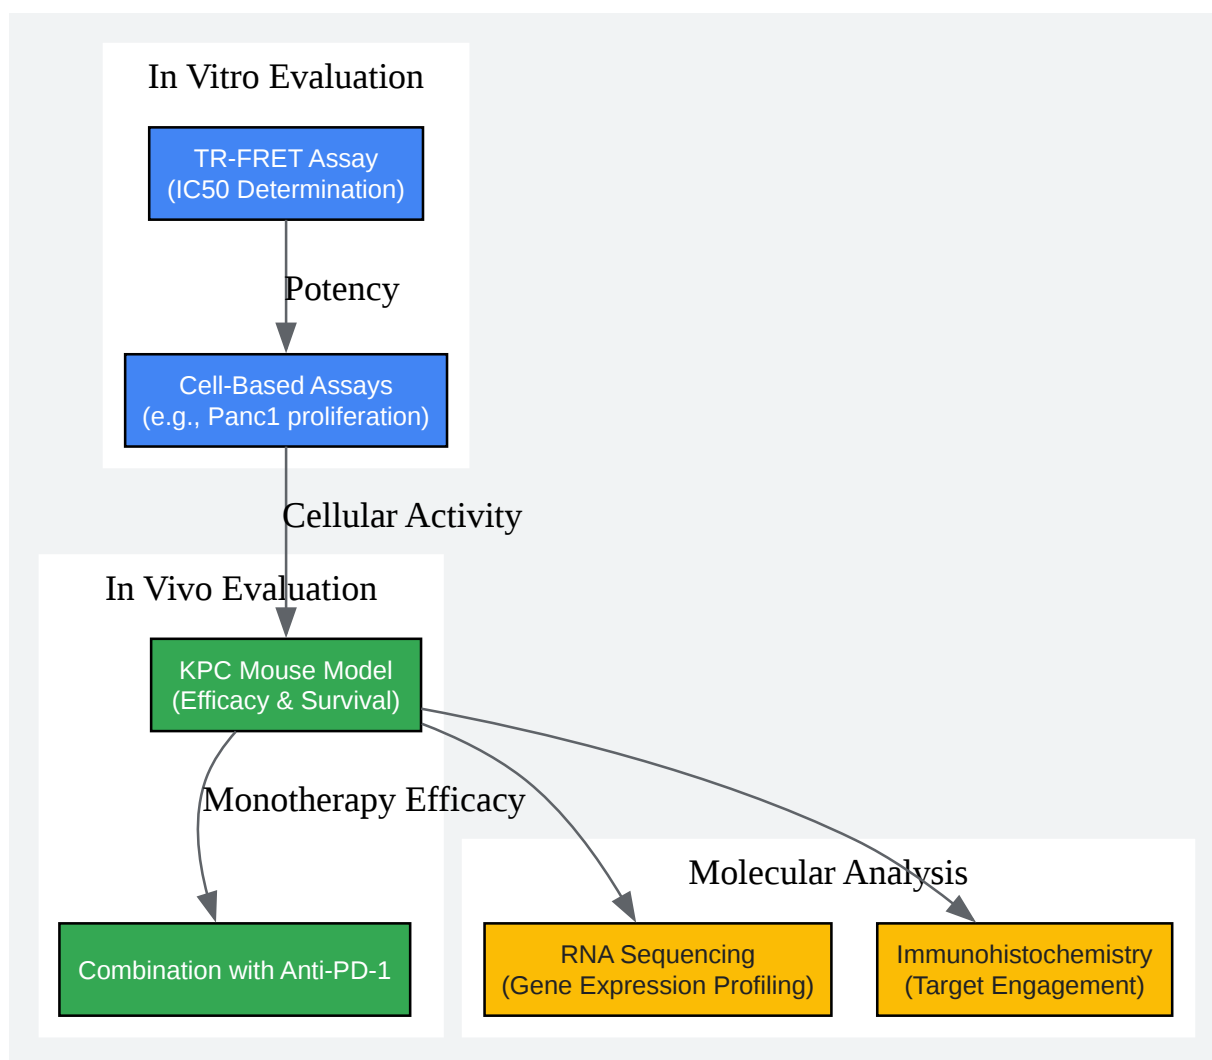 In Vitro Evaluation
TR-FRET Assay
(IC50 Determination)
Potency
Cell-Based Assays
(e.g., Panc1 proliferation)
Cellular Activity
In Vivo Evaluation
KPC Mouse Model
(Efficacy & Survival)
Monotherapy Efficacy
Combination with Anti-PD-1
Molecular Analysis
RNA Sequencing
(Gene Expression Profiling)
Immunohistochemistry
(Target Engagement)